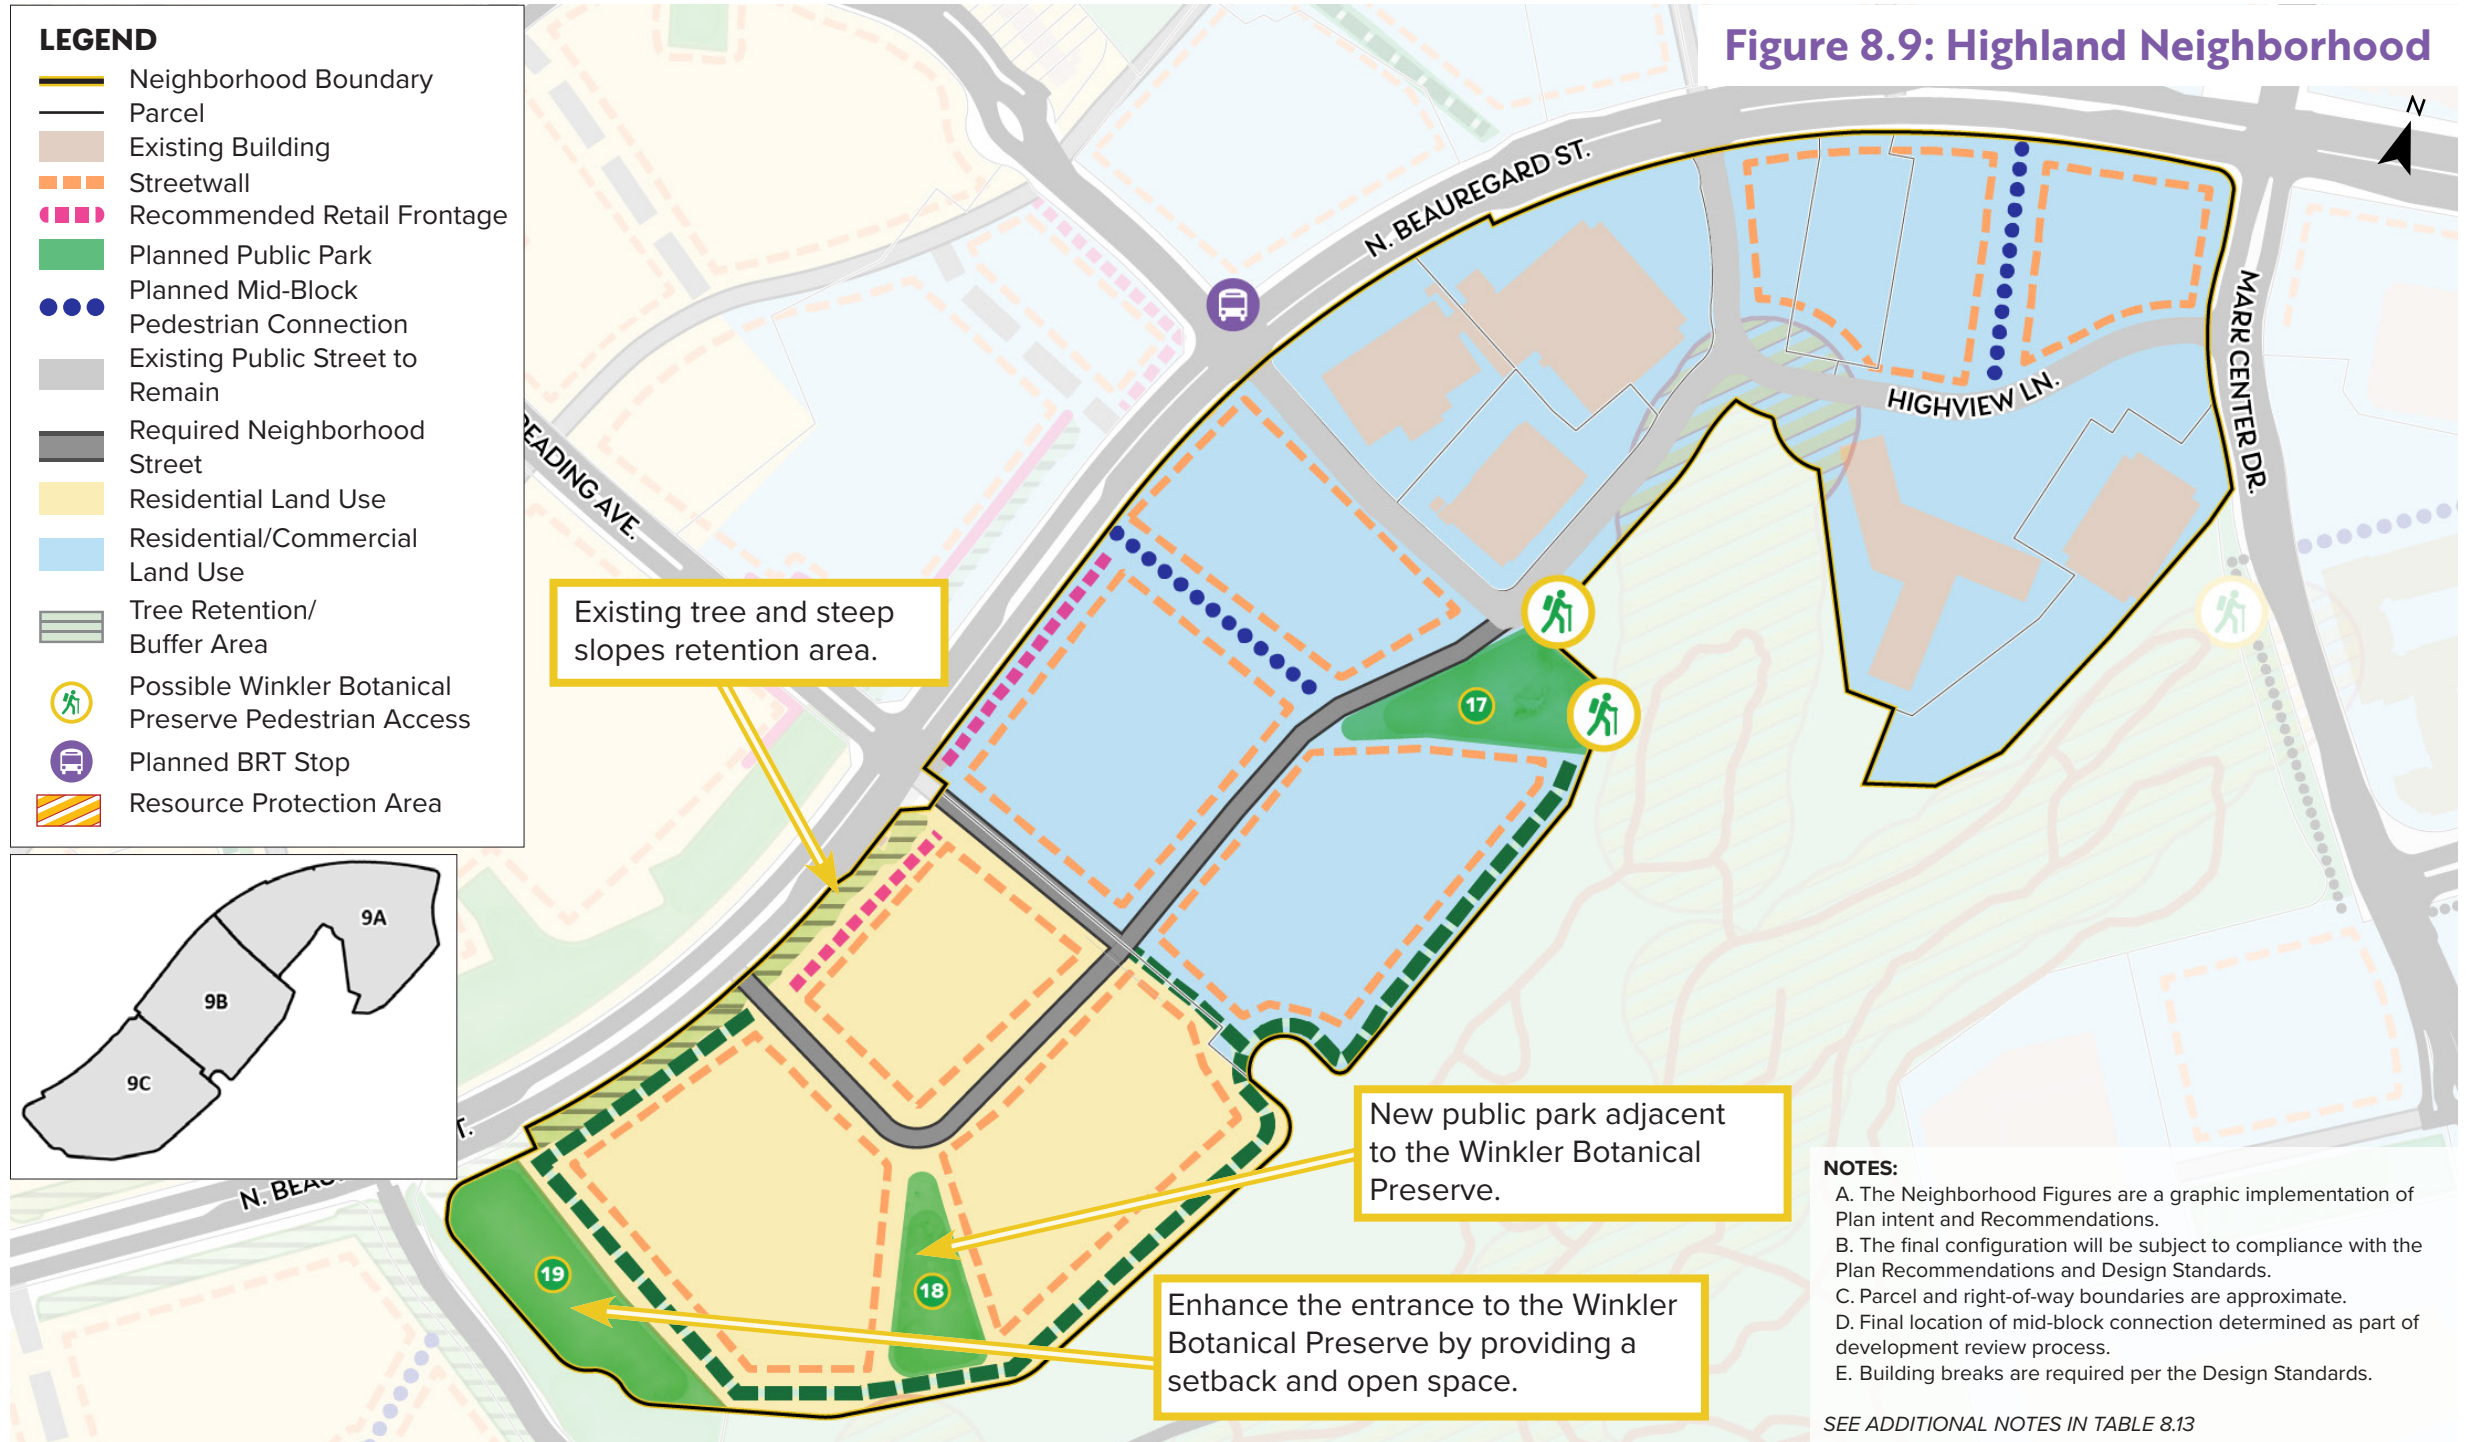 Figure 8.9: Highland Neighborhood
LEGEND
Neighborhood Boundary
Parcel
Existing Building
Streetwall
Recommended Retail Frontage
Planned Public Park
Planned Mid-Block
Pedestrian Connection
Existing Public Street to
Remain
Required Neighborhood
Street
Residential Land Use
Residential/Commercial
Land Use
Tree Retention/
Buffer Area
Possible Winkler Botanical
Preserve Pedestrian Access
Planned BRT Stop
Resource Protection Area
N
N. BEAUREGARD ST.
MARK CENTER DR.
HIGHVIEW LN.
READING AVE.
Existing tree and steep
slopes retention area.
17
9A
9B
9C
New public park adjacent
to the Winkler Botanical
Preserve.
N. BEAU
T.
19
18
Enhance the entrance to the Winkler
Botanical Preserve by providing a
setback and open space.
NOTES:
A. The Neighborhood Figures are a graphic implementation of
Plan intent and Recommendations.
B. The final configuration will be subject to compliance with the
Plan Recommendations and Design Standards.
C. Parcel and right-of-way boundaries are approximate.
D. Final location of mid-block connection determined as part of
development review process.
E. Building breaks are required per the Design Standards.
SEE ADDITIONAL NOTES IN TABLE 8.13